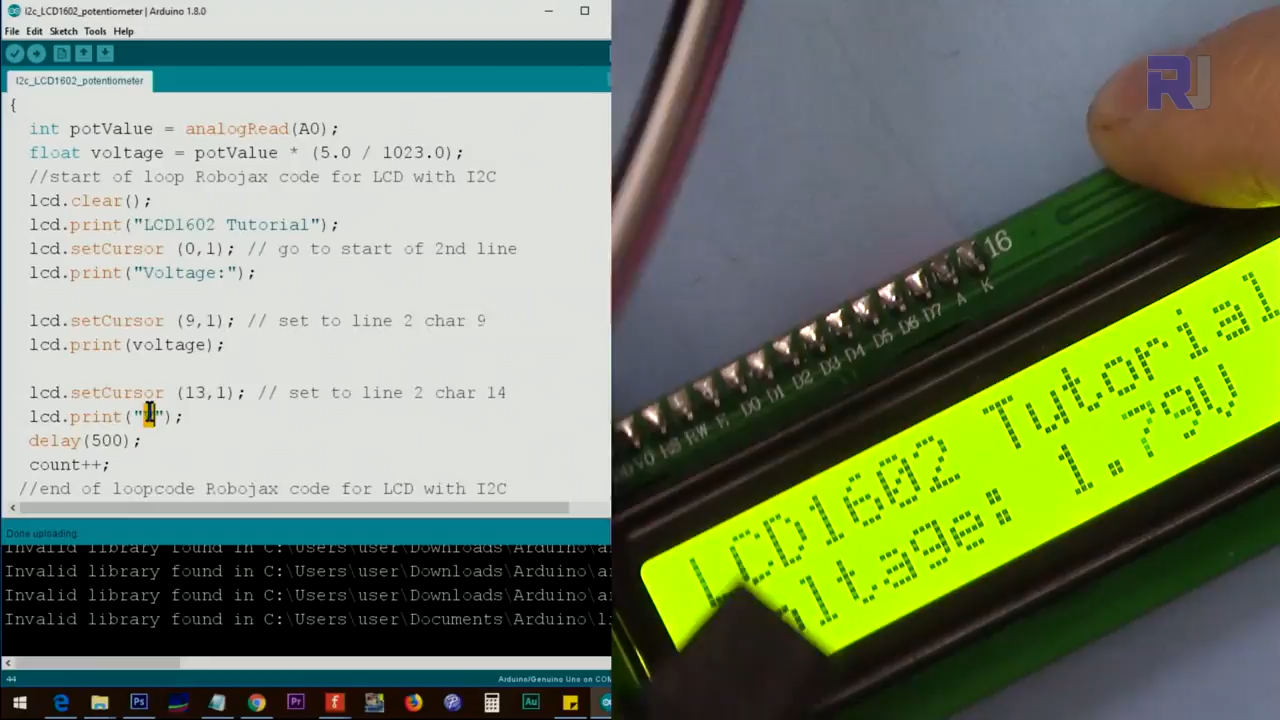 I2c_LCD1602_potentiometer | Arduino 1.8.0
File Edit Sketch Tools Help
I2c_LCD1602_potentiometer
{
int potValue = analogRead(A0);
float voltage = potValue * (5.0 / 1023.0);
//start of loop Robojax code for LCD with I2C
lcd.clear();
lcd.print("LCD1602 Tutorial");
lcd.setCursor (0,1); // go to start of 2nd line
lcd.print("Voltage:");
lcd.setCursor (9,1); // set to line 2 char 9
lcd.print(voltage);
lcd.setCursor (13,1); // set to line 2 char 14
lcd.print("
");
delay(500);
count++;
//end of loopcode Robojax code for LCD with I2C
Done uploading.
Invalid library found in C:\Users\user\Downloads\Arduino\a
Invalid library found in C:\Users\user\Downloads\Arduino\a
Invalid library found in C:\Users\user\Downloads\Arduino\a
Invalid library found in C:\Users\user\Documents\Arduino\l
44
Arduino/Genuino Uno on COM
Ps
Pr
Au
RJ
16
RW E D0 D1 D2 D3 D4 D5 D6 D7 A K
LCD1602 Tutorial
ltage: 1.79V